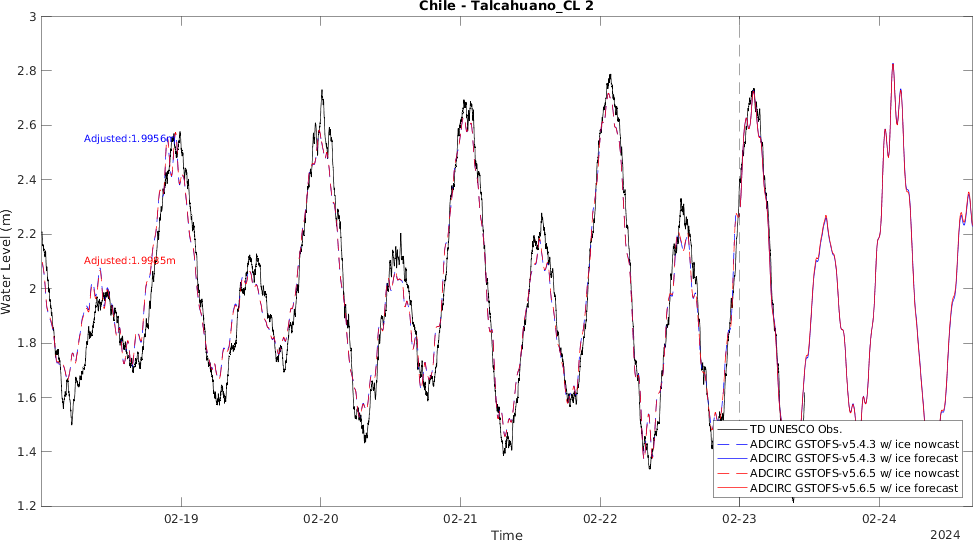 Chile - Talcahuano_CL 2
3
2.8
2.6
2.4
2.2
2
1.8
1.6
1.4
1.2
Water Level (m)
Adjusted:1.9956m
Adjusted:1.9985m
TD UNESCO Obs.
ADCIRC GSTOFS-v5.4.3 w/ ice nowcast
ADCIRC GSTOFS-v5.4.3 w/ ice forecast
ADCIRC GSTOFS-v5.6.5 w/ ice nowcast
ADCIRC GSTOFS-v5.6.5 w/ ice forecast
02-19
02-20
02-21
02-22
02-23
02-24
Time
2024